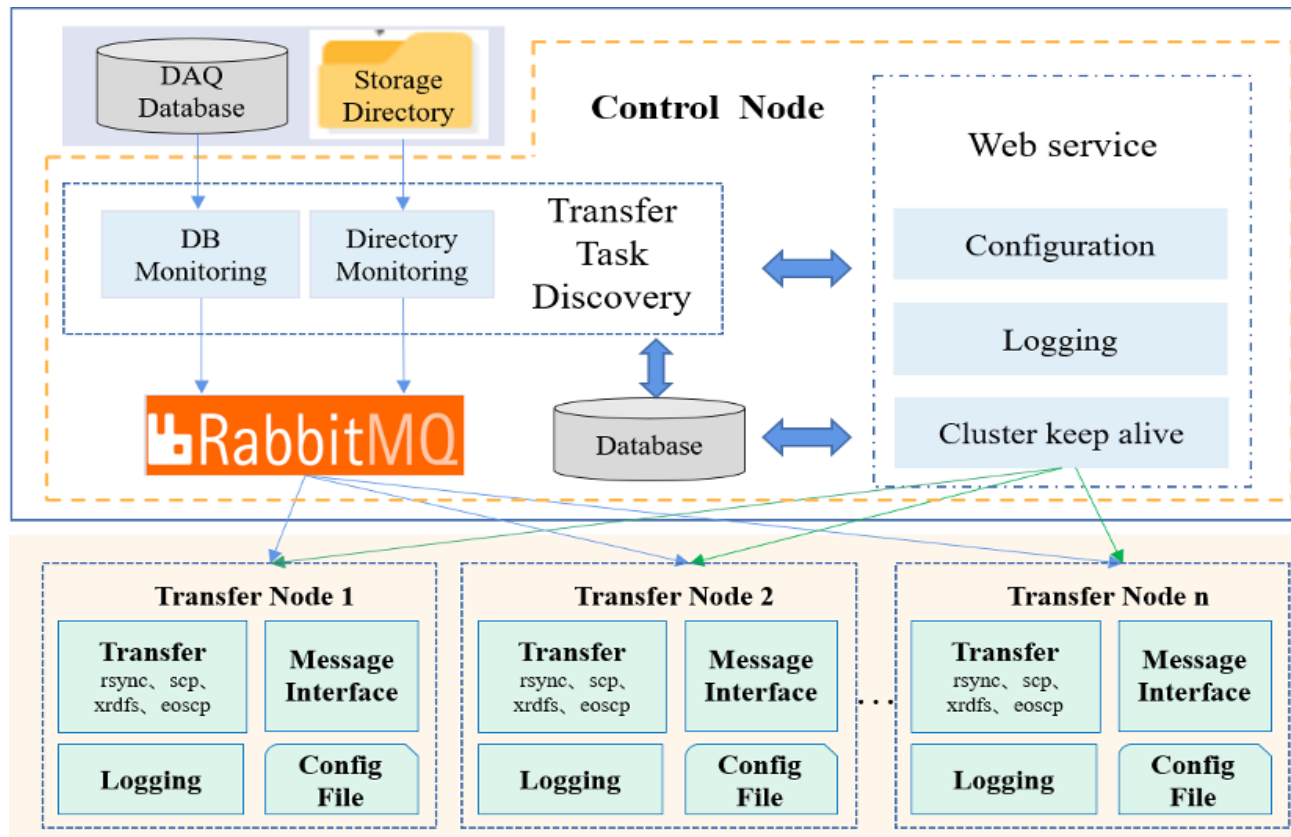 DAQ
Database
Storage
Directory
Control Node
Web service
DB
Monitoring
Directory
Monitoring
Transfer
Task
Discovery
Configuration
Logging
Cluster keep alive
RabbitMQ
Database
Transfer Node 1
Transfer
rsync、scp、
xrdfs、eoscp
Message
Interface
Logging
Config
File
Transfer Node 2
Transfer
rsync、scp、
xrdfs、eoscp
Message
Interface
Logging
Config
File
...
Transfer Node n
Transfer
rsync、scp、
xrdfs、eoscp
Message
Interface
Logging
Config
File